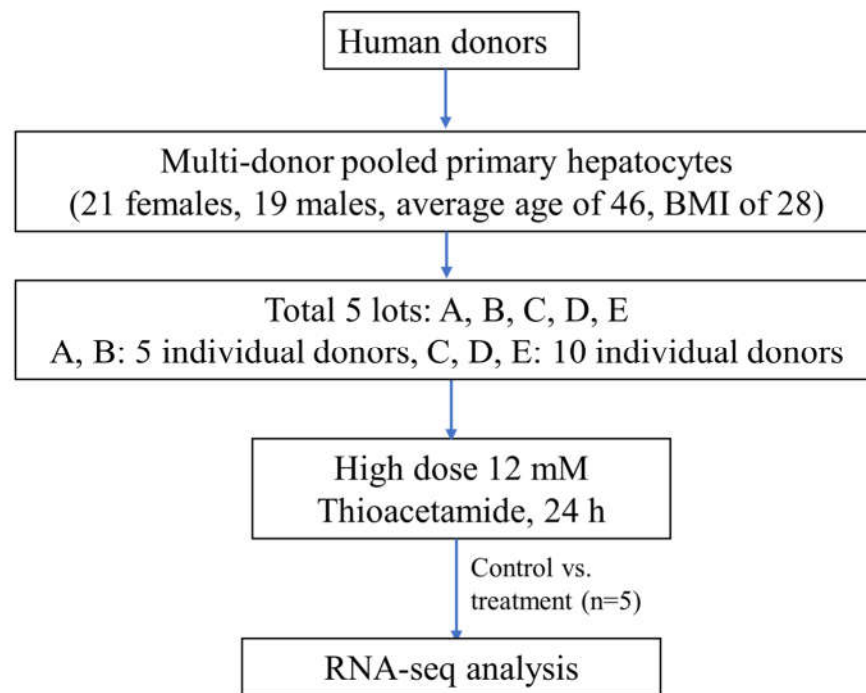 Human donors
Multi-donor pooled primary hepatocytes
(21 females, 19 males, average age of 46, BMI of 28)
Total 5 lots: A, B, C, D, E
A, B: 5 individual donors, C, D, E: 10 individual donors
High dose 12 mM
Thioacetamide, 24 h
Control vs.
treatment (n=5)
RNA-seq analysis